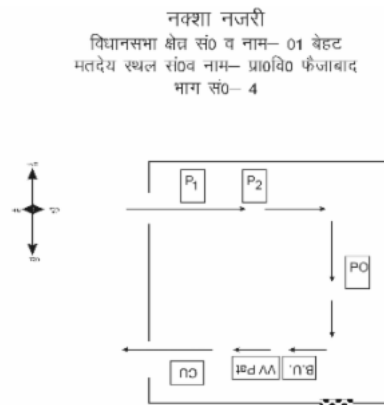 नक्शा नजरी
विधानसभा क्षेत्र सं0 व नाम– 01 बेहट
मतदेय स्थल सं0व नाम– प्रा0वि0 फैजाबाद
भाग सं0– 4
P1 P2
PO
CU VV Pat B.U.